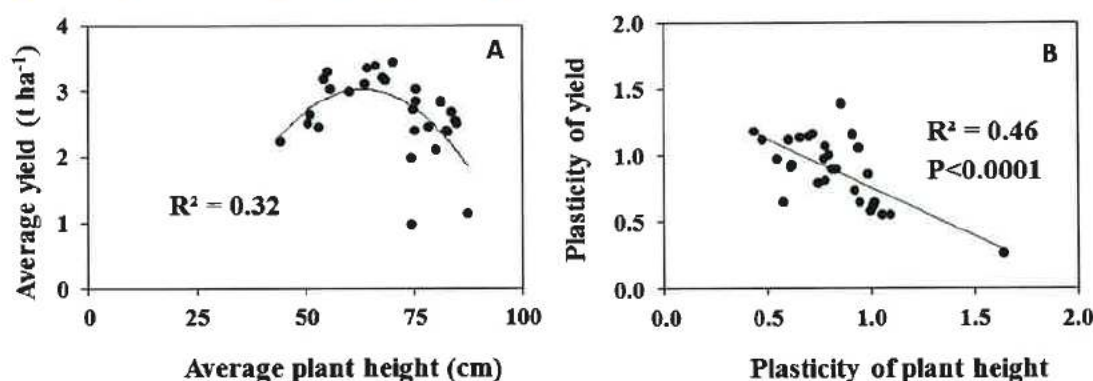 A
Average yield (t ha⁻¹)
4
3
2
1
0
R² = 0.32
0 25 50 75 100
Average plant height (cm)
B
Plasticity of yield
2.0
1.5
1.0
0.5
0.0
R² = 0.46
P<0.0001
0.0 0.5 1.0 1.5 2.0
Plasticity of plant height